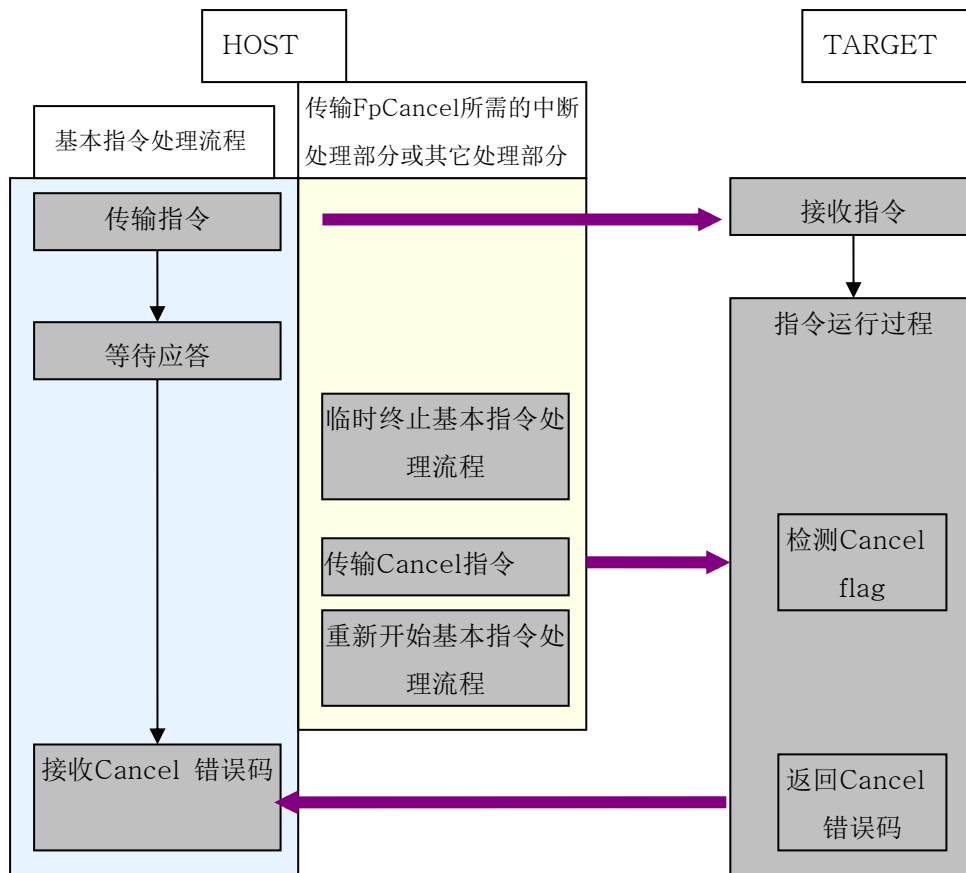 HOST
TARGET
传输FpCancel所需的中断
处理部分或其它处理部分
基本指令处理流程
传输指令
接收指令
指令运行过程
等待应答
临时终止基本指令处
理流程
传输Cancel指令
检测Cancel
flag
重新开始基本指令处
理流程
接收Cancel 错误码
返回Cancel
错误码